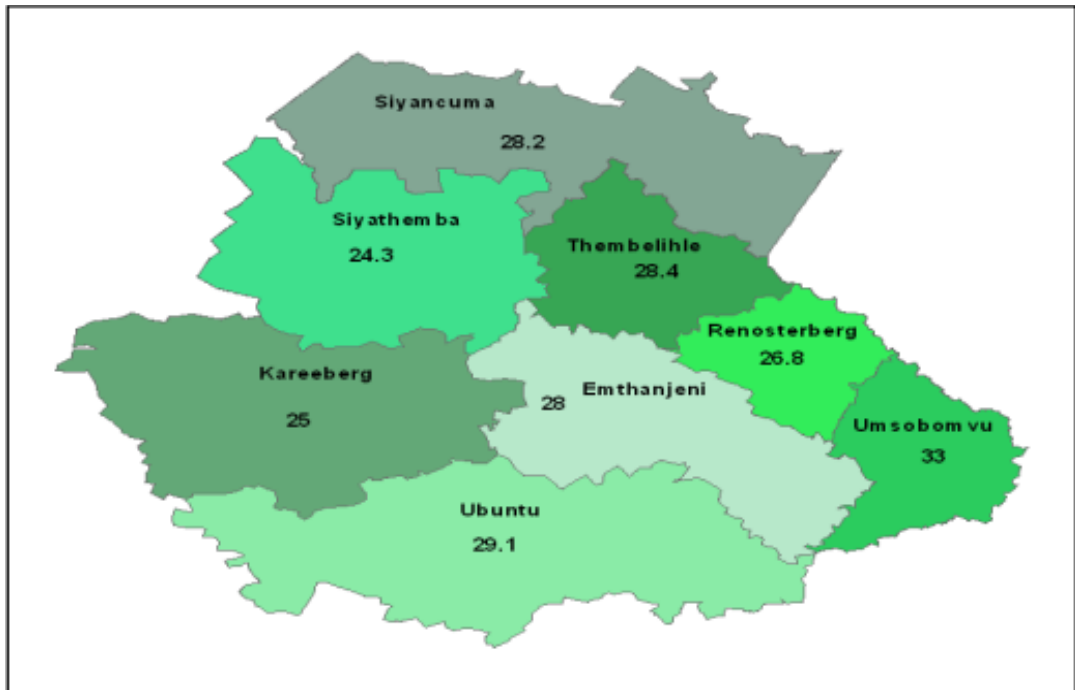 Siyancuma
28.2
Siyathemba
24.3
Thembelihle
28.4
Renosterberg
26.8
Kareeberg
25
Emthanjeni
28
Umsobomvu
33
Ubuntu
29.1